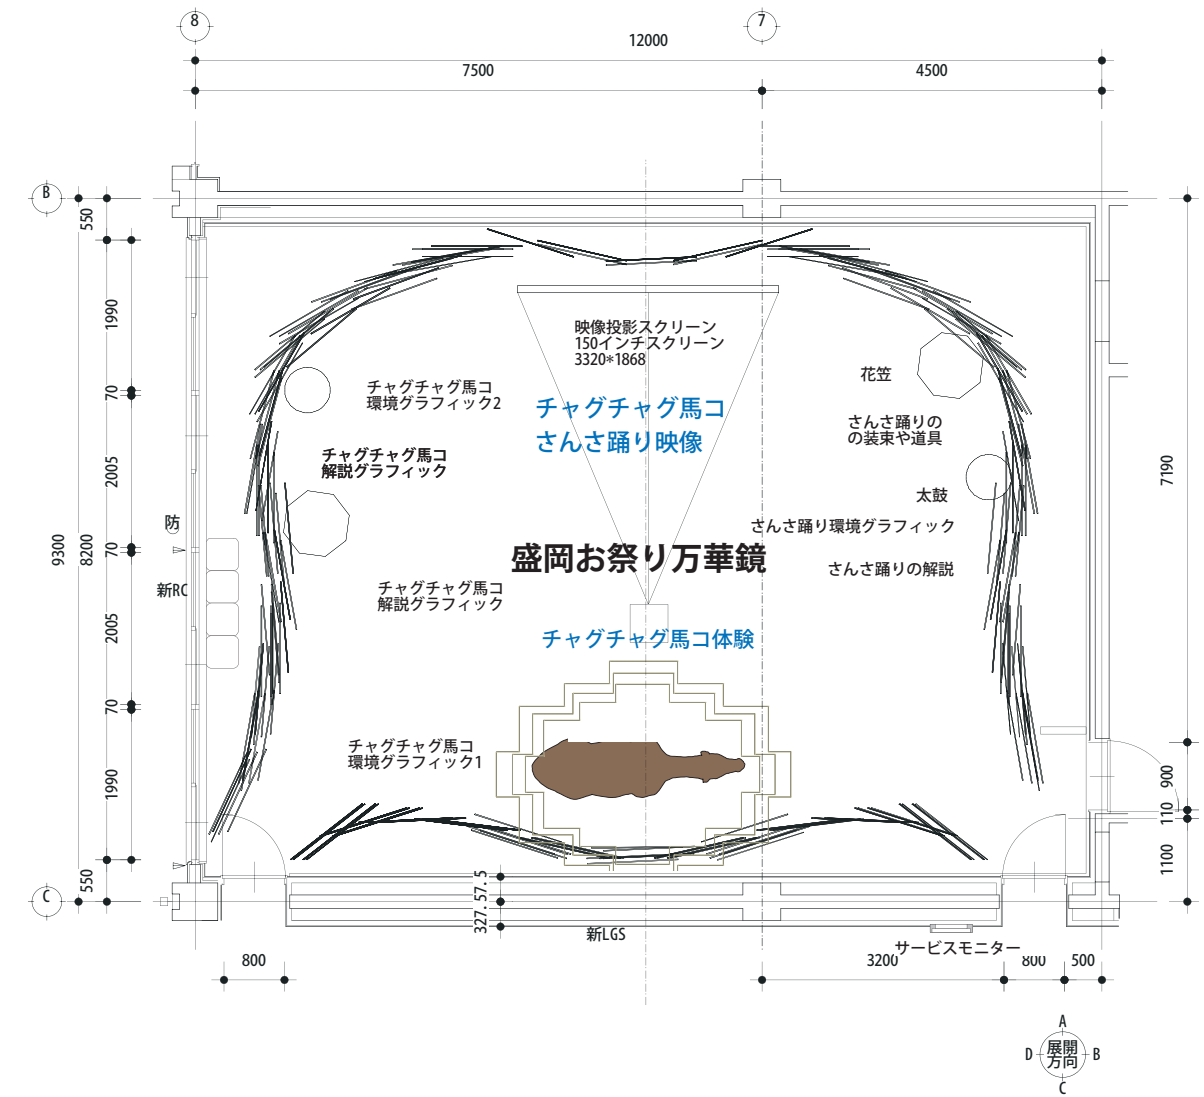 8
7
12000
7500
4500
B
550
1990
70
2005
9300
8200
70
2005
70
1990
550
C
7190
900
110
1100
映像投影スクリーン
150インチスクリーン
3320*1868
チャグチャグ馬コ
環境グラフィック2
チャグチャグ馬コ
さんさ踊り映像
花笠
さんさ踊りの
の装束や道具
チャグチャグ馬コ
解説グラフィック
太鼓
さんさ踊り環境グラフィック
防
盛岡お祭り万華鏡
さんさ踊りの解説
新RC
チャグチャグ馬コ
解説グラフィック
チャグチャグ馬コ体験
チャグチャグ馬コ
環境グラフィック1
57.5
327.5
新LGS
サービスモニター
800
3200
800
500
A
D
展開
方向
B
C